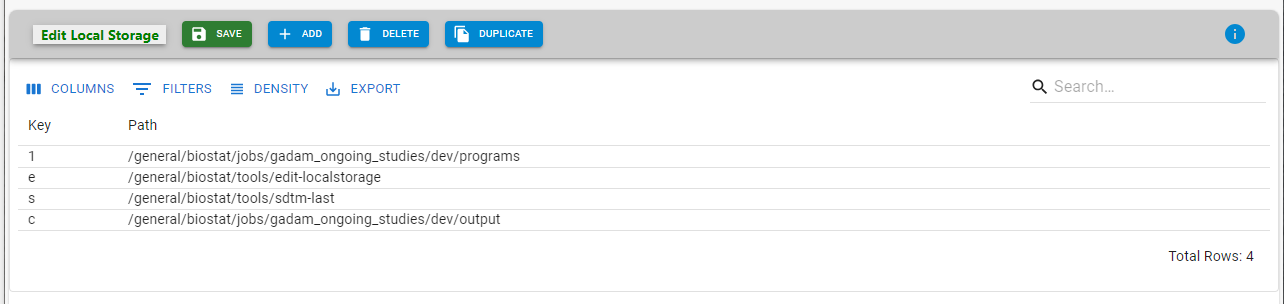 Edit Local Storage SAVE ADD DELETE DUPLICATE
COLUMNS FILTERS DENSITY EXPORT Search...
Key Path
1 /general/biostat/jobs/gadam_ongoing_studies/dev/programs
e /general/biostat/tools/edit-localstorage
s /general/biostat/tools/sdtm-last
c /general/biostat/jobs/gadam_ongoing_studies/dev/output
Total Rows: 4